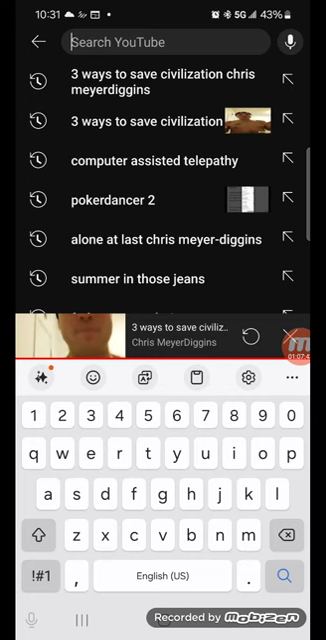 10:31 5G 43%
Search YouTube
3 ways to save civilization chris
meyerdiggins
3 ways to save civilization
computer assisted telepathy
pokerdancer 2
alone at last chris meyer-diggins
summer in those jeans
3 ways to save civiliz..
Chris MeyerDiggins
1 2 3 4 5 6 7 8 9 0
q w e r t y u i o p
a s d f g h j k l
z x c v b n m
!#1 , English (US) .
Recorded by MOBIZEN